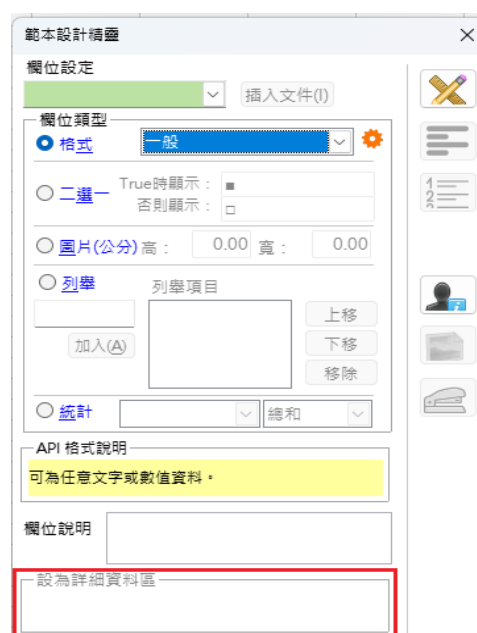 範本設計精靈
欄位設定
插入文件(I)
欄位類型
格式 一般
二選一 True時顯示： ■
否則顯示： □
圖片(公分) 高： 0.00 寬： 0.00
列舉 列舉項目
上移
加入(A) 下移
移除
統計 總和
API 格式說明
可為任意文字或數值資料。
欄位說明
設為詳細資料區